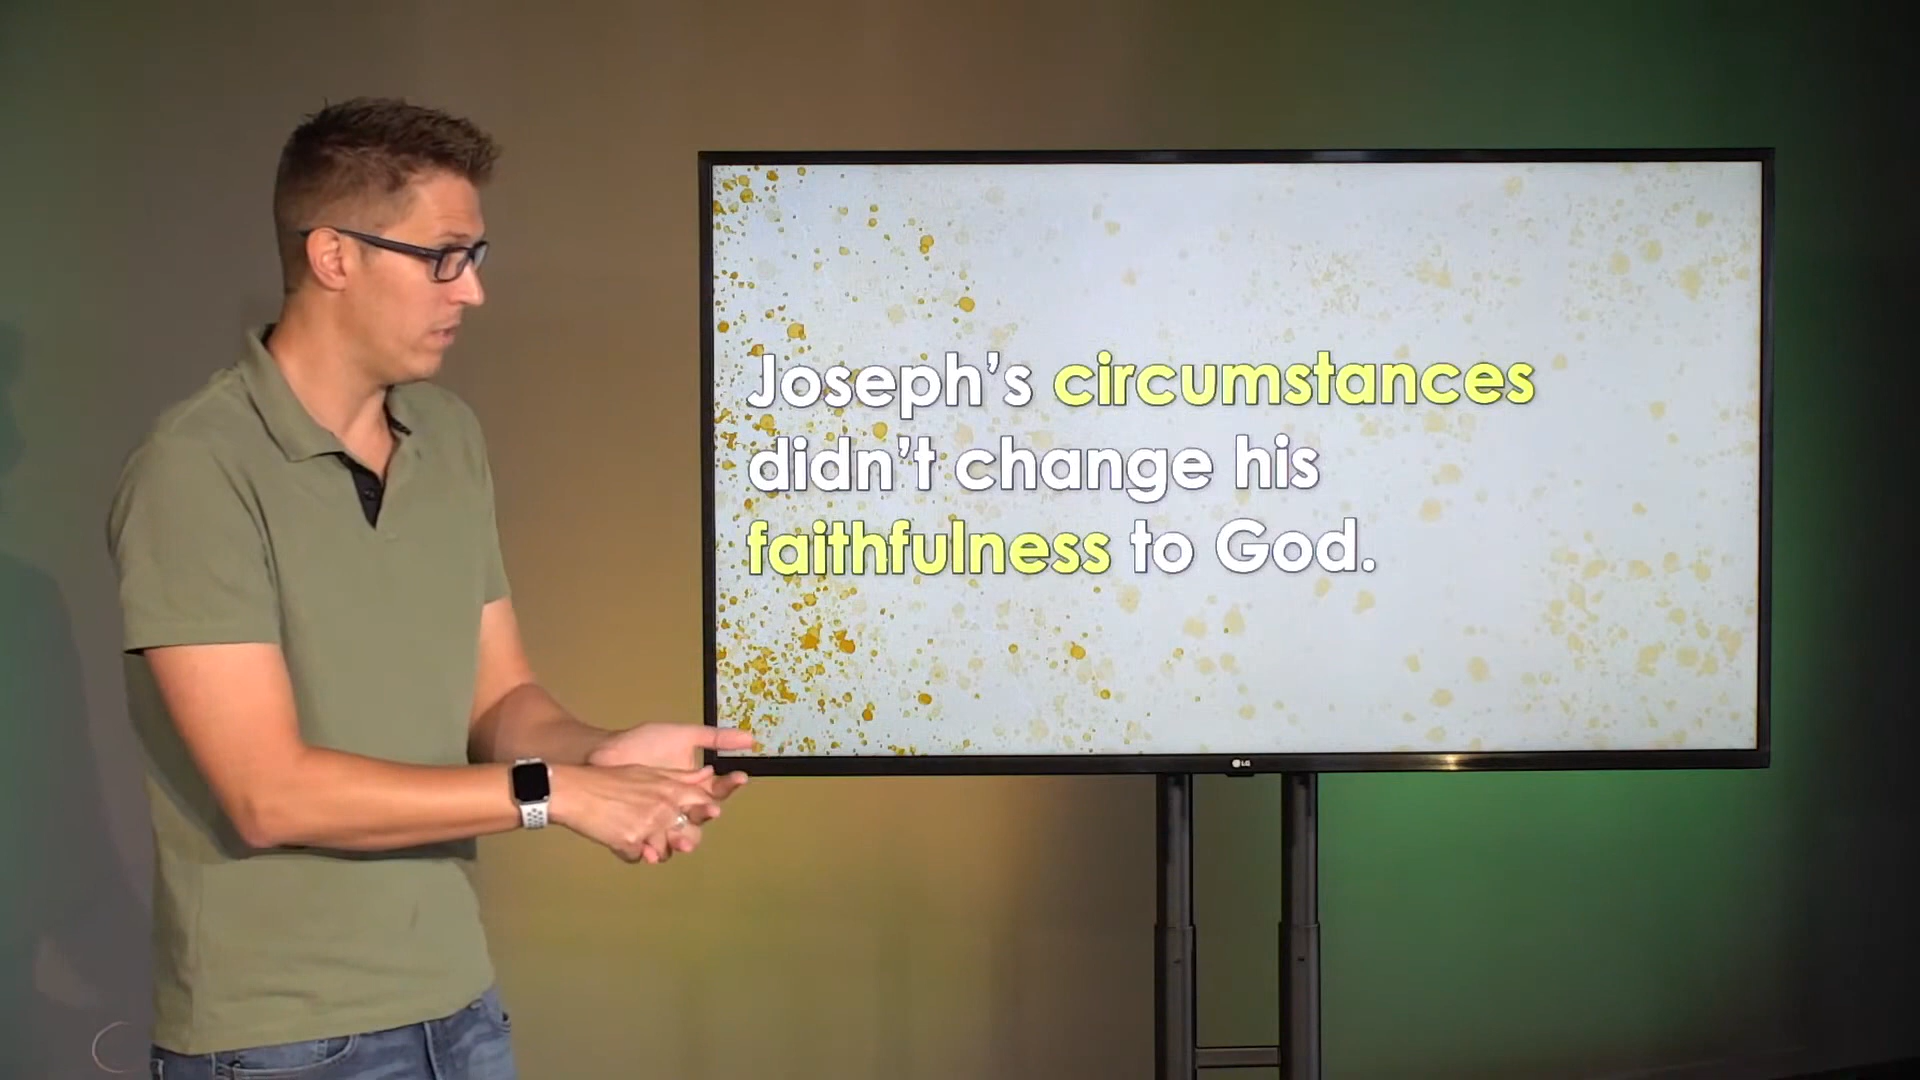 Joseph’s circumstances
didn’t change his
faithfulness to God.
LG